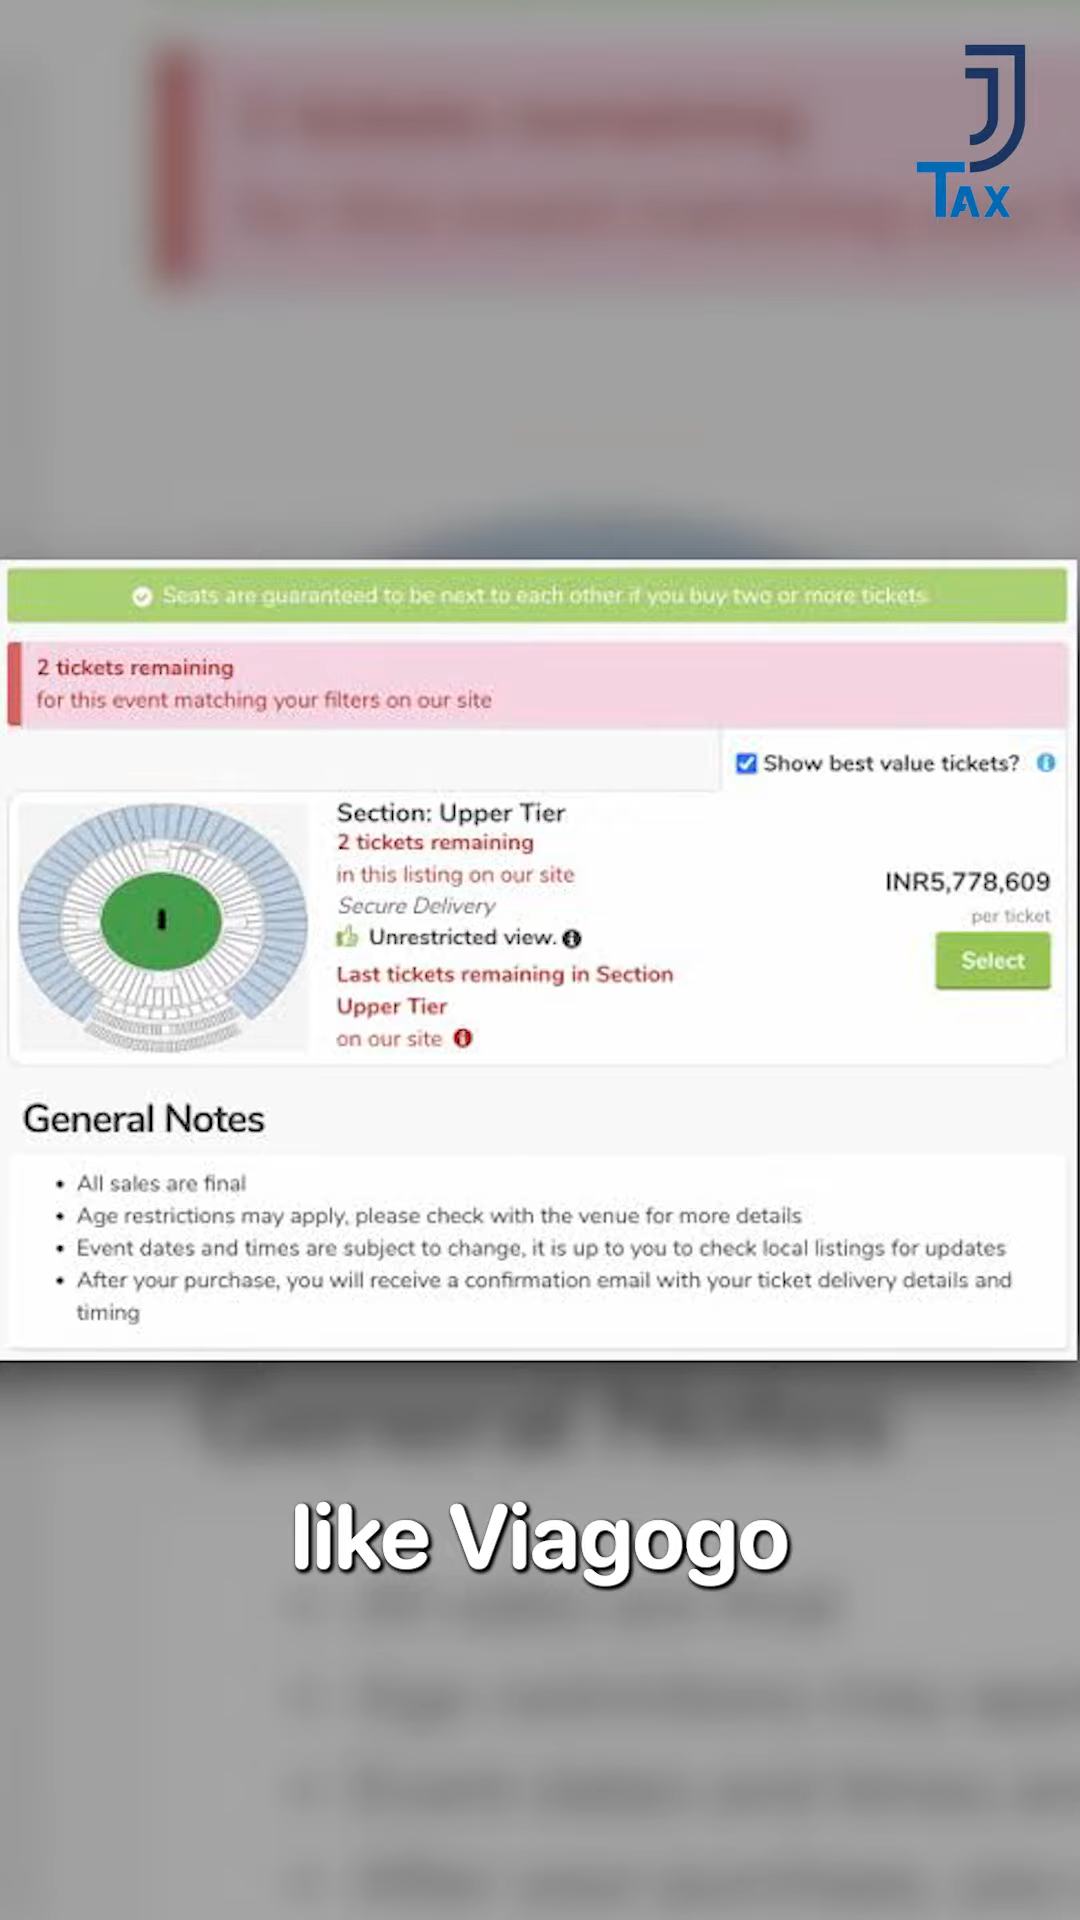 J
TAX
Seats are guaranteed to be next to each other if you buy two or more tickets
2 tickets remaining
for this event matching your filters on our site
Show best value tickets?
Section: Upper Tier
2 tickets remaining
in this listing on our site
Secure Delivery
Unrestricted view.
Last tickets remaining in Section
Upper Tier
on our site
INR5,778,609
per ticket
Select
General Notes
• All sales are final
• Age restrictions may apply, please check with the venue for more details
• Event dates and times are subject to change, it is up to you to check local listings for updates
• After your purchase, you will receive a confirmation email with your ticket delivery details and
timing
General Notes
like Viagogo